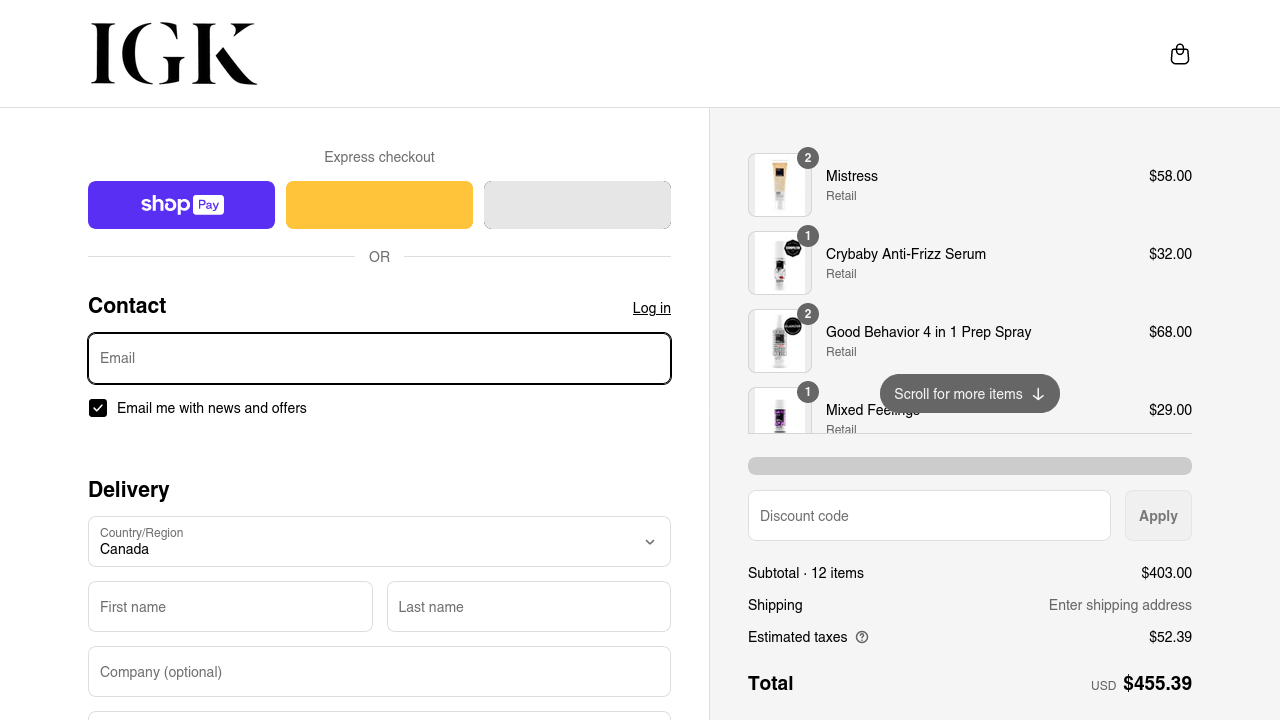 IGK
Express checkout
shop Pay
OR
Contact
Log in
Email
Email me with news and offers
Delivery
Country/Region
Canada
First name
Last name
Company (optional)
2
Mistress
Retail
$58.00
1
Crybaby Anti-Frizz Serum
Retail
$32.00
2
Good Behavior 4 in 1 Prep Spray
Retail
$68.00
Scroll for more items
1
Mixed Feelings
Retail
$29.00
Discount code
Apply
Subtotal · 12 items
$403.00
Shipping
Enter shipping address
Estimated taxes
$52.39
Total
USD $455.39